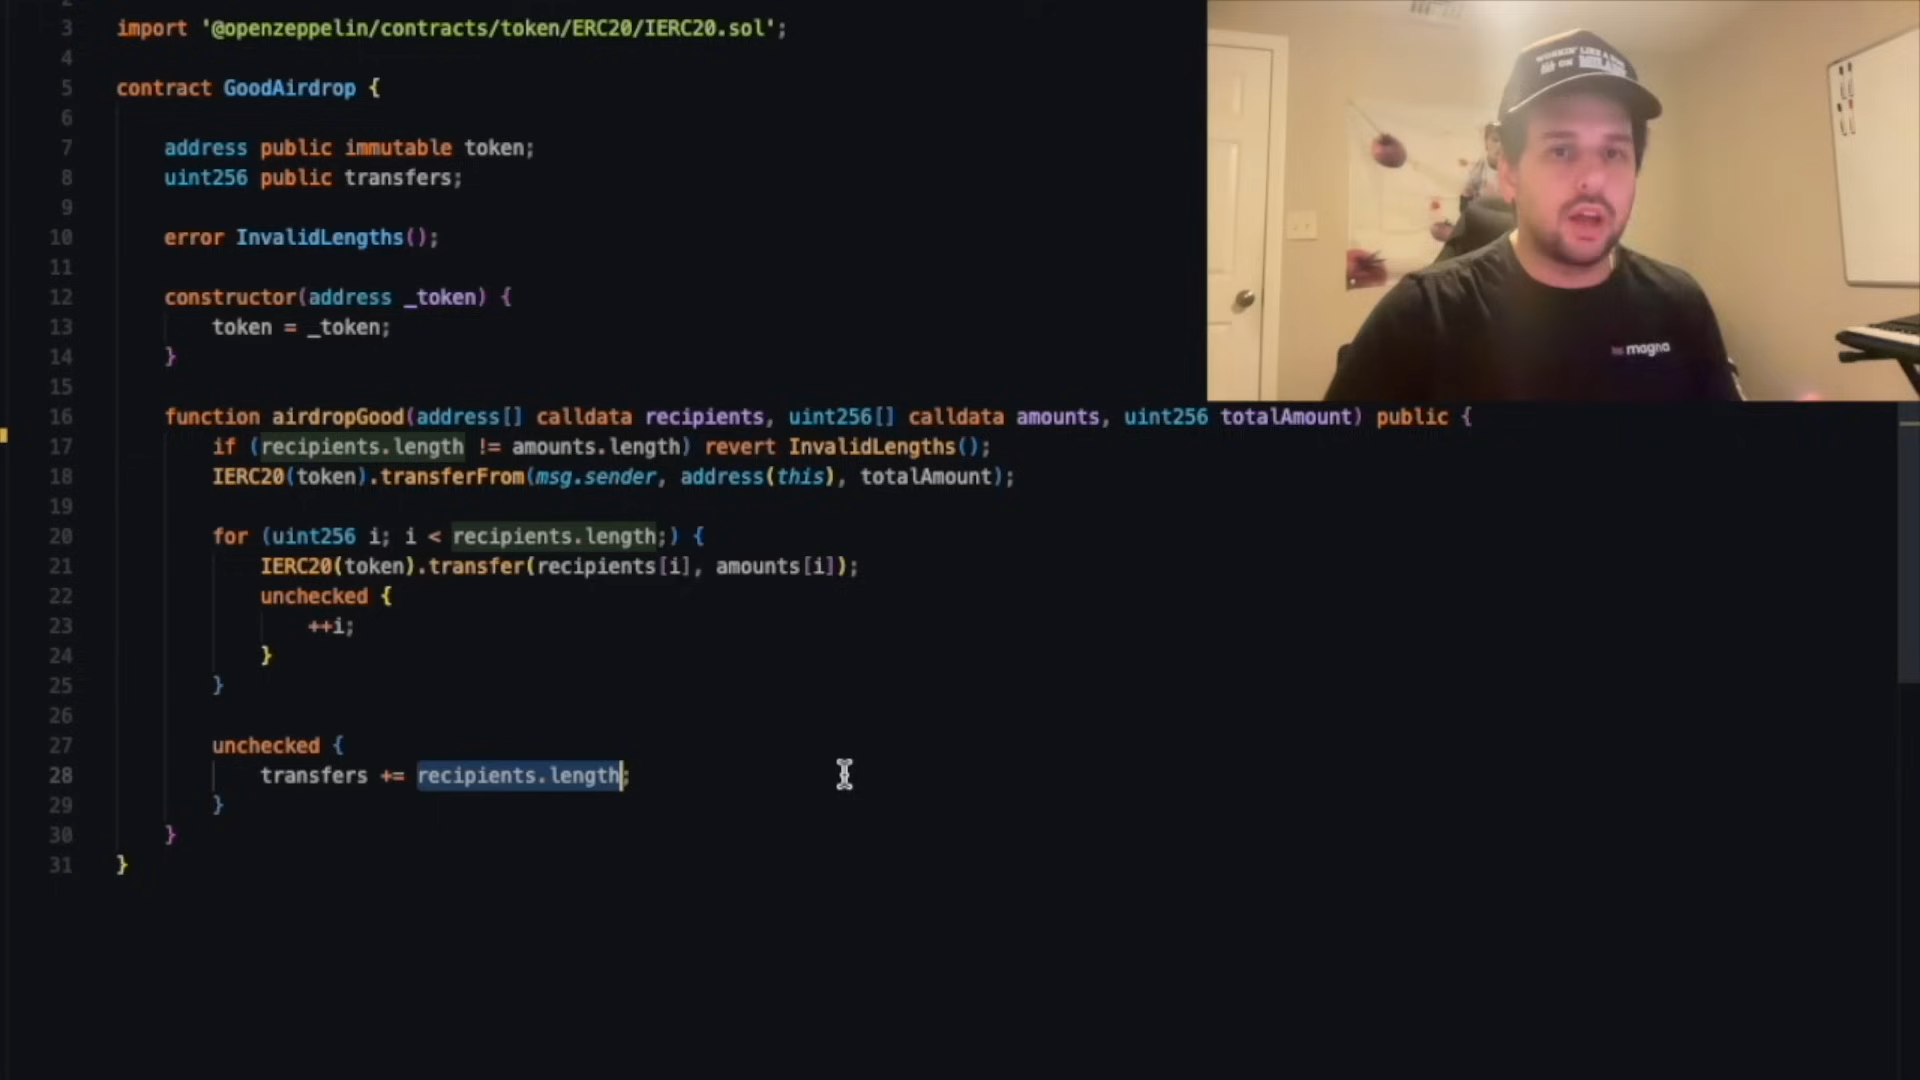 3 import '@openzeppelin/contracts/token/ERC20/IERC20.sol';
4
5 contract GoodAirdrop {
6
7 address public immutable token;
8 uint256 public transfers;
9
10 error InvalidLengths();
11
12 constructor(address _token) {
13 token = _token;
14 }
15
16 function airdropGood(address[] calldata recipients, uint256[] calldata amounts, uint256 totalAmount) public {
17 if (recipients.length != amounts.length) revert InvalidLengths();
18 IERC20(token).transferFrom(msg.sender, address(this), totalAmount);
19
20 for (uint256 i; i < recipients.length;) {
21 IERC20(token).transfer(recipients[i], amounts[i]);
22 unchecked {
23 ++i;
24 }
25 }
26
27 unchecked {
28 transfers += recipients.length;
29 }
30 }
31 }
WORKIN' LIKE A
ON MILADY
magna